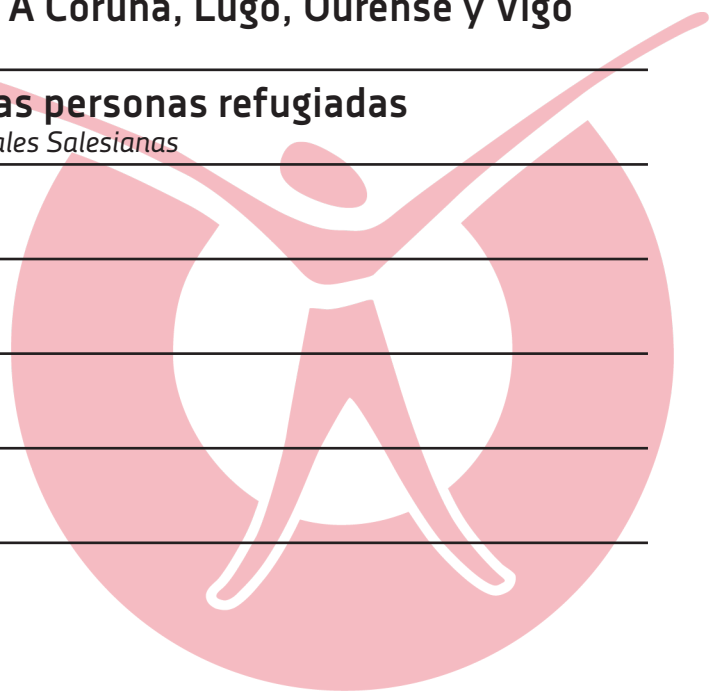 A Coruña, Lugo, Ourense y Vigo
as personas refugiadas
ales Salesianas